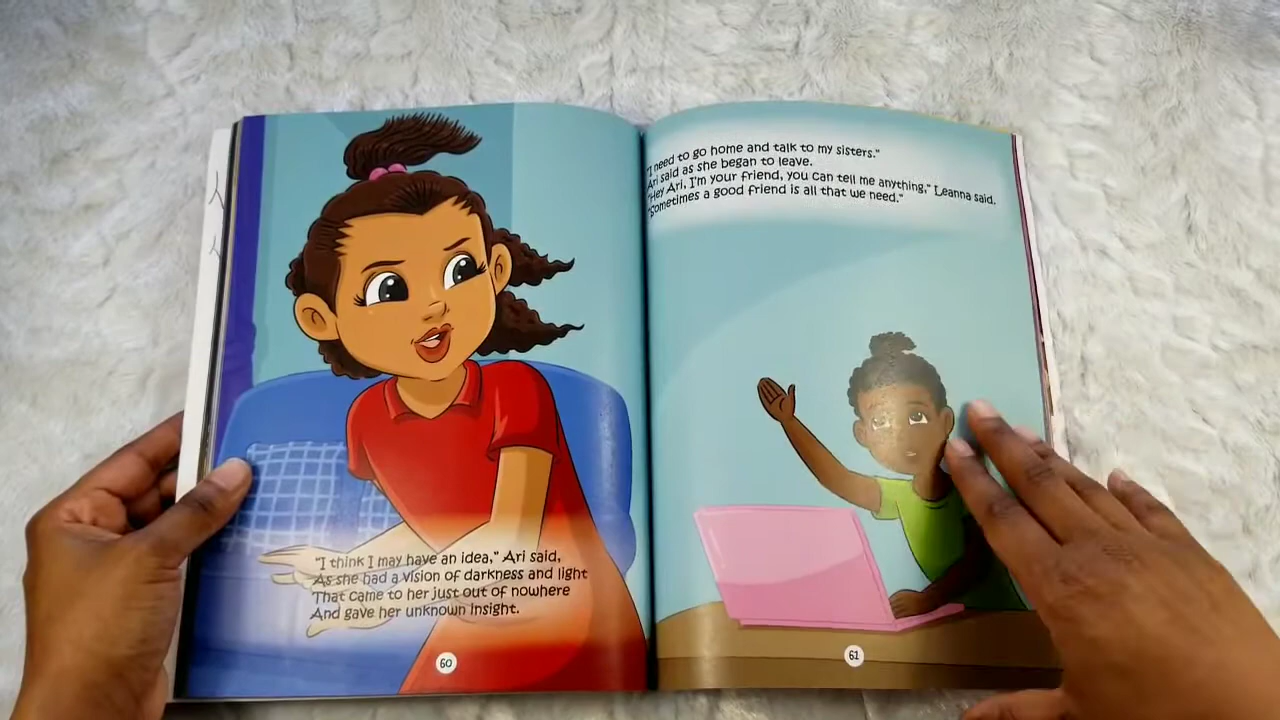 "I think I may have an idea," Ari said,
As she had a vision of darkness and light
That came to her just out of nowhere
And gave her unknown insight.
60
"I need to go home and talk to my sisters."
Ari said as she began to leave.
"Hey Ari, I'm your friend, you can tell me anything," Leanna said.
"Sometimes a good friend is all that we need."
61